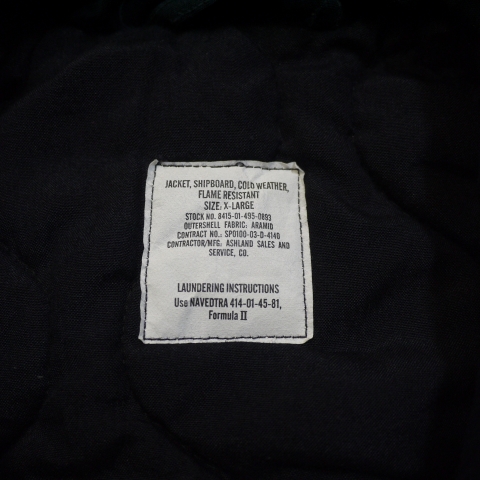 JACKET, SHIPBOARD, COLD WEATHER,
FLAME RESISTANT
SIZE: X-LARGE
STOCK NO. 8415-01-495-0893
OUTERSHELL FABRIC: ARAMID
CONTRACT NO.: SPO100-03-D-4140
CONTRACTOR/MFG: ASHLAND SALES AND
SERVICE, CO.
LAUNDERING INSTRUCTIONS
Use NAVEDTRA 414-01-45-81,
Formula II